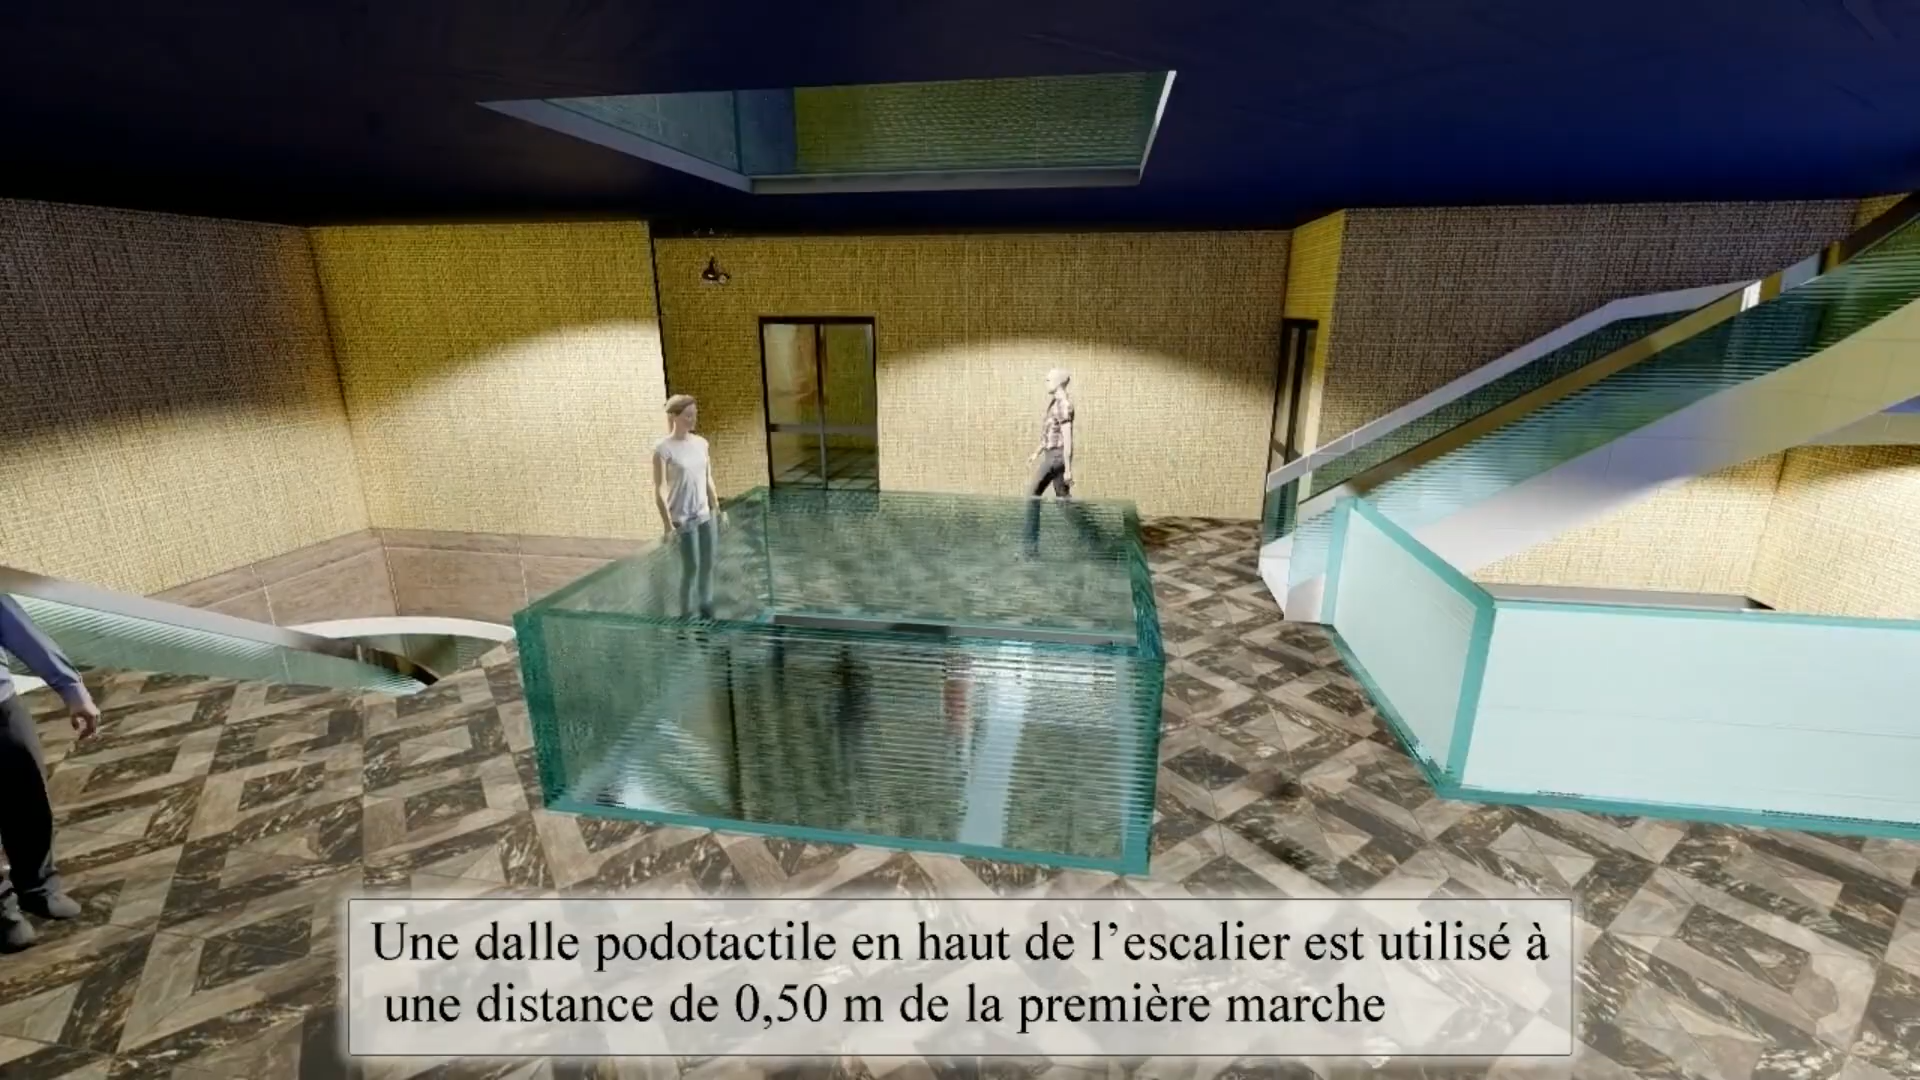 Une dalle podotactile en haut de l’escalier est utilisé à
une distance de 0,50 m de la première marche